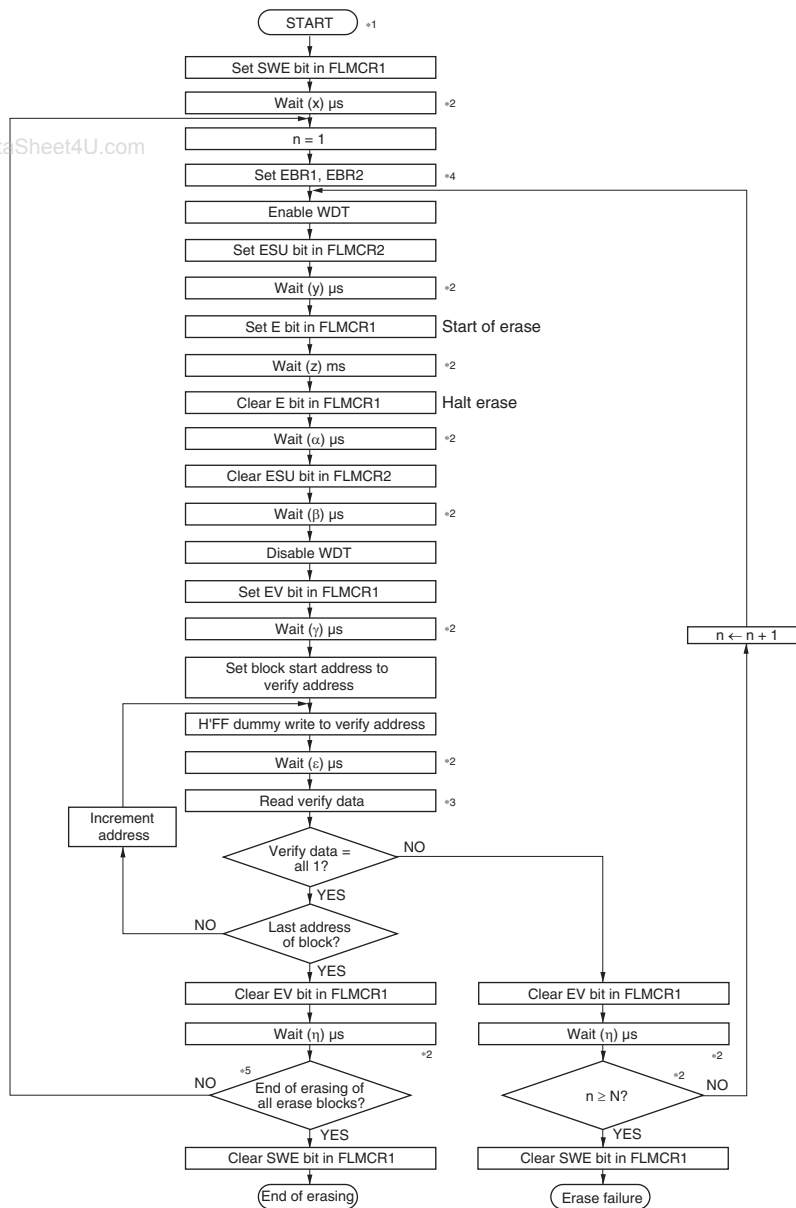 START *1
Set SWE bit in FLMCR1
Wait (x) μs *2
aSheet4U.com
n = 1
Set EBR1, EBR2 *4
Enable WDT
Set ESU bit in FLMCR2
Wait (y) μs *2
Set E bit in FLMCR1 Start of erase
Wait (z) ms *2
Clear E bit in FLMCR1 Halt erase
Wait (α) μs *2
Clear ESU bit in FLMCR2
Wait (β) μs *2
Disable WDT
Set EV bit in FLMCR1
Wait (γ) μs *2
n ← n + 1
Set block start address to
verify address
H'FF dummy write to verify address
Wait (ε) μs *2
Read verify data *3
Increment
address
Verify data =
all 1?
NO
YES
Last address
of block?
NO
YES
Clear EV bit in FLMCR1
Wait (η) μs
*2
*5
NO
End of erasing of
all erase blocks?
YES
Clear SWE bit in FLMCR1
End of erasing
Clear EV bit in FLMCR1
Wait (η) μs
*2
*2
n ≥ N?
NO
YES
Clear SWE bit in FLMCR1
Erase failure